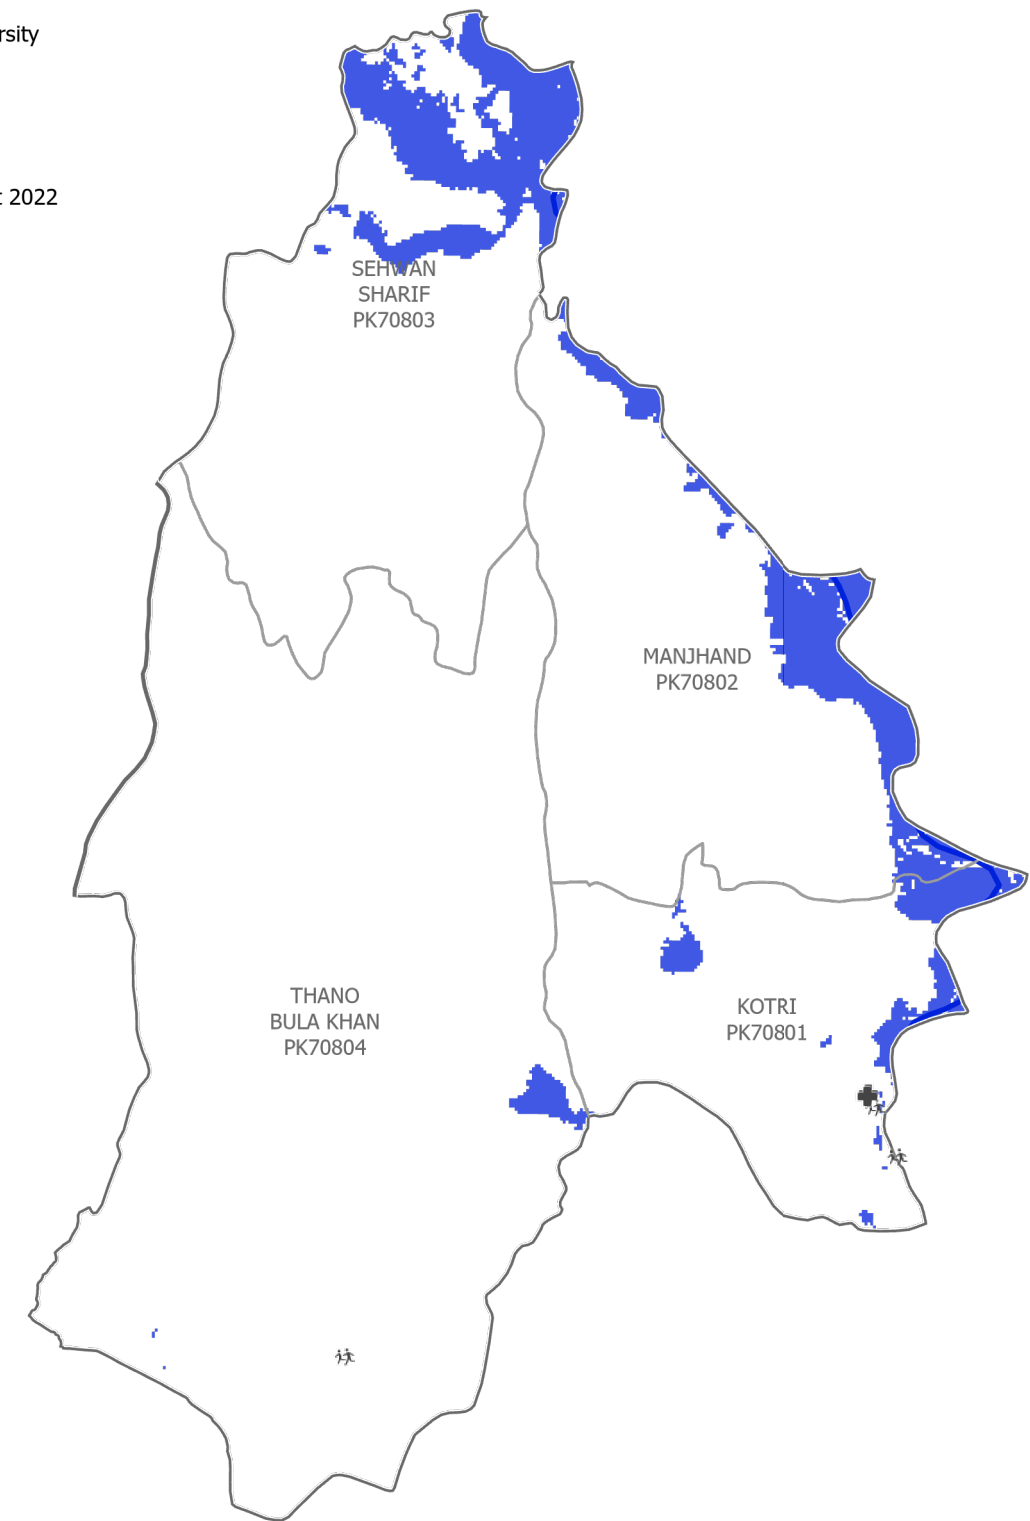 rsity
2022
SEHWAN
SHARIF
PK70803
MANJHAND
PK70802
THANO
BULA KHAN
PK70804
KOTRI
PK70801